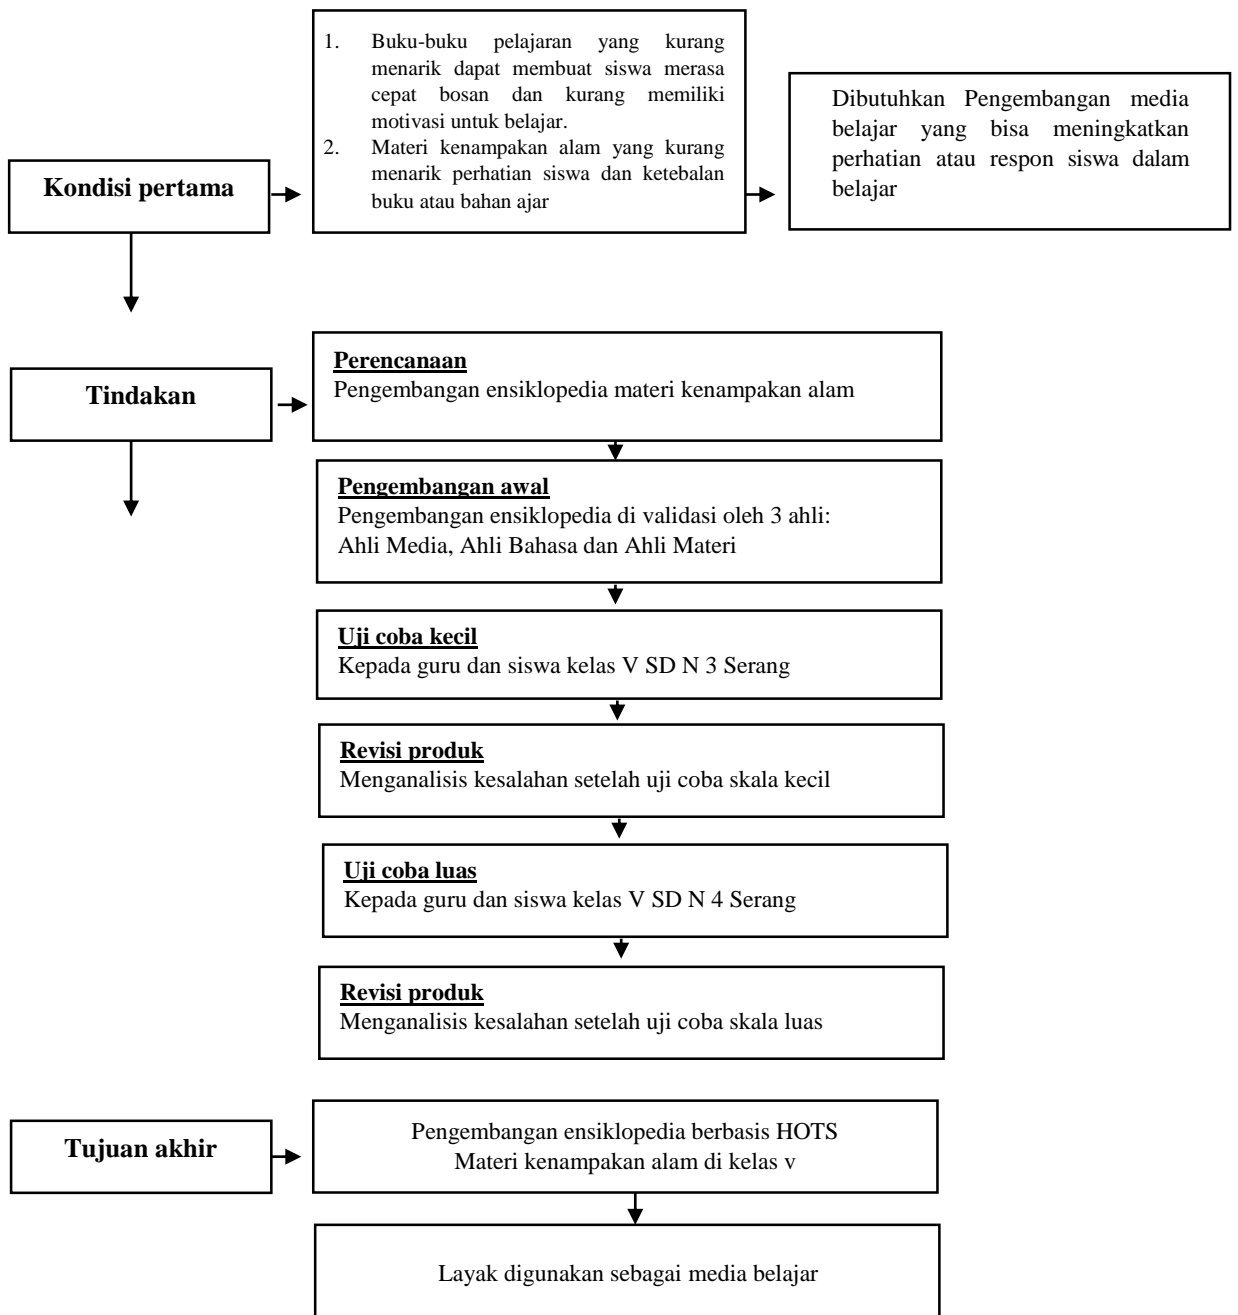 Kondisi pertama
1. Buku-buku pelajaran yang kurang
menarik dapat membuat siswa merasa
cepat bosan dan kurang memiliki
motivasi untuk belajar.
2. Materi kenampakan alam yang kurang
menarik perhatian siswa dan ketebalan
buku atau bahan ajar
Dibutuhkan Pengembangan media
belajar yang bisa meningkatkan
perhatian atau respon siswa dalam
belajar
Tindakan
Perencanaan
Pengembangan ensiklopedia materi kenampakan alam
Pengembangan awal
Pengembangan ensiklopedia di validasi oleh 3 ahli:
Ahli Media, Ahli Bahasa dan Ahli Materi
Uji coba kecil
Kepada guru dan siswa kelas V SD N 3 Serang
Revisi produk
Menganalisis kesalahan setelah uji coba skala kecil
Uji coba luas
Kepada guru dan siswa kelas V SD N 4 Serang
Revisi produk
Menganalisis kesalahan setelah uji coba skala luas
Tujuan akhir
Pengembangan ensiklopedia berbasis HOTS
Materi kenampakan alam di kelas v
Layak digunakan sebagai media belajar